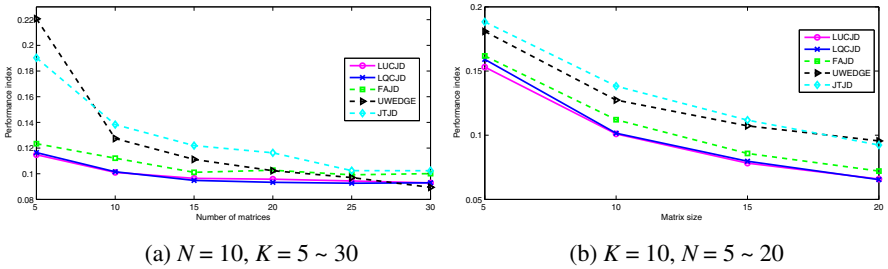 0.22
0.2
0.18
0.16
0.14
0.12
0.1
0.08
Performance index
5
10
15
20
25
30
Number of matrices
LUCJD
LQCJD
FAJD
UWEDGE
JTJD
(a) N = 10, K = 5 ~ 30
0.2
0.15
0.1
0.05
Performance index
5
10
15
20
Matrix size
LUCJD
LQCJD
FAJD
UWEDGE
JTJD
(b) K = 10, N = 5 ~ 20